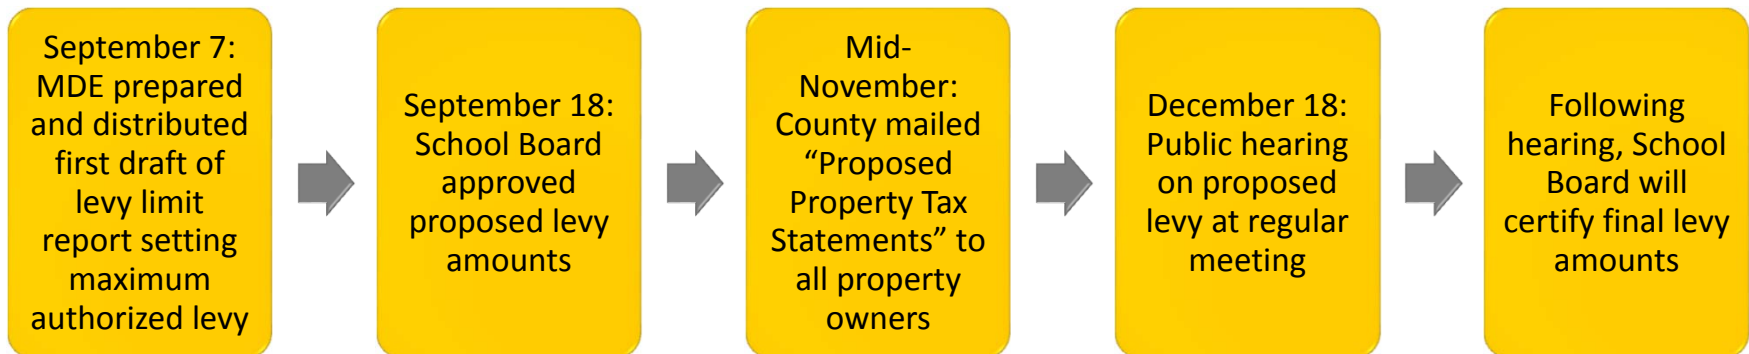 September 7:
MDE prepared
and distributed
first draft of
levy limit
report setting
maximum
authorized levy
September 18:
School Board
approved
proposed levy
amounts
Mid-
November:
County mailed
“Proposed
Property Tax
Statements” to
all property
owners
December 18:
Public hearing
on proposed
levy at regular
meeting
Following
hearing, School
Board will
certify final levy
amounts